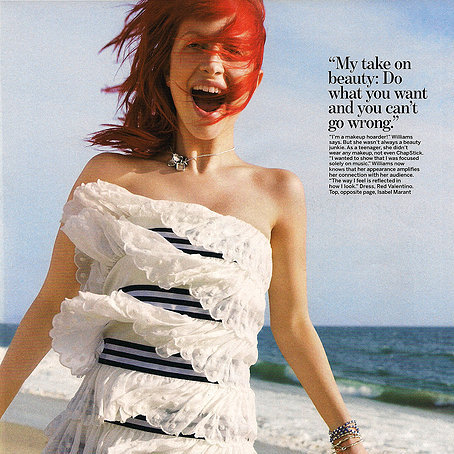 “My take on
beauty: Do
what you want
and you can’t
go wrong.”
“I’m a makeup hoarder!” Williams
says. But she wasn’t always a beauty
junkie. As a teenager, she didn’t
wear any makeup, not even ChapStick.
“I wanted to show that I was focused
solely on music.” Williams now
knows that her appearance amplifies
her connection with her audience.
“The way I feel is reflected in
how I look.” Dress, Red Valentino.
Top, opposite page, Isabel Marant